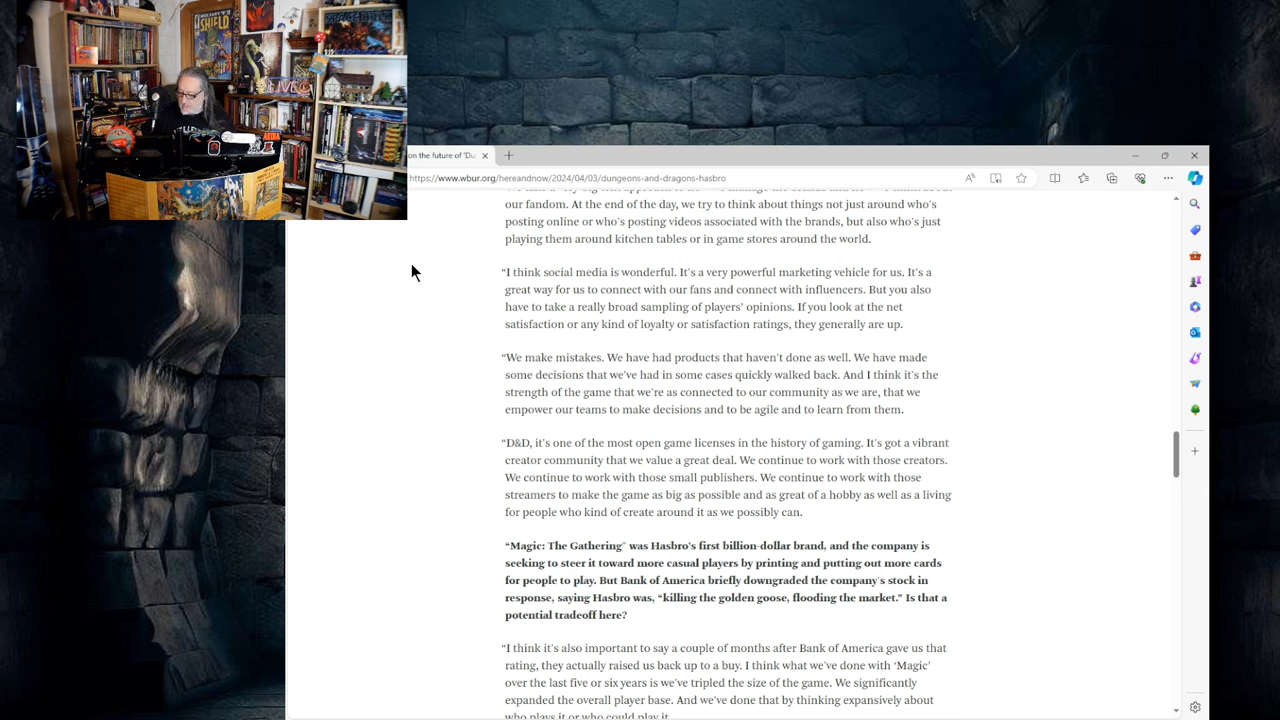 SHIELD
LIVE
on the future of 'Du
https://www.wbur.org/hereandnow/2024/04/03/dungeons-and-dragons-hasbro
our fandom. At the end of the day, we try to think about things not just around who's
posting online or who's posting videos associated with the brands, but also who's just
playing them around kitchen tables or in game stores around the world.
“I think social media is wonderful. It's a very powerful marketing vehicle for us. It's a
great way for us to connect with our fans and connect with influencers. But you also
have to take a really broad sampling of players' opinions. If you look at the net
satisfaction or any kind of loyalty or satisfaction ratings, they generally are up.
“We make mistakes. We have had products that haven't done as well. We have made
some decisions that we've had in some cases quickly walked back. And I think it's the
strength of the game that we're as connected to our community as we are, that we
empower our teams to make decisions and to be agile and to learn from them.
“D&D, it's one of the most open game licenses in the history of gaming. It's got a vibrant
creator community that we value a great deal. We continue to work with those creators.
We continue to work with those small publishers. We continue to work with those
streamers to make the game as big as possible and as great of a hobby as well as a living
for people who kind of create around it as we possibly can.
“Magic: The Gathering” was Hasbro's first billion-dollar brand, and the company is
seeking to steer it toward more casual players by printing and putting out more cards
for people to play. But Bank of America briefly downgraded the company's stock in
response, saying Hasbro was, “killing the golden goose, flooding the market.” Is that a
potential tradeoff here?
“I think it's also important to say a couple of months after Bank of America gave us that
rating, they actually raised us back up to a buy. I think what we've done with ‘Magic’
over the last five or six years is we've tripled the size of the game. We significantly
expanded the overall player base. And we've done that by thinking expansively about
who plays it or who could play it.